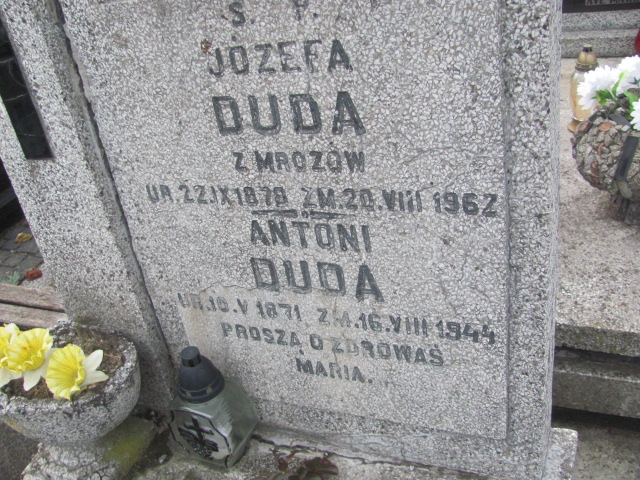 Ś. P.
JÓZEFA
DUDA
Z MROZÓW
UR. 22.IX 1878 ZM. 20.VIII 1962
ANTONI
DUDA
UR. 10.V 1871 ZM. 16.VIII 1944
PROSZĄ O ZDROWAŚ
MARIA.